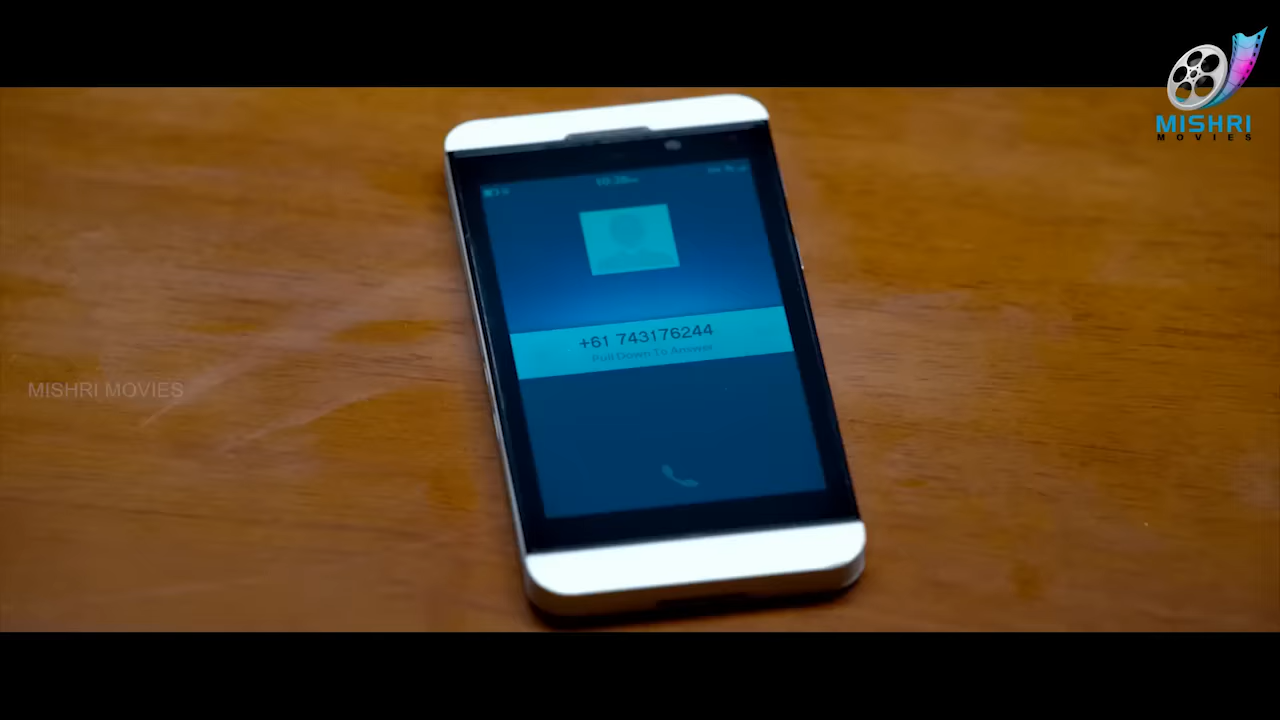 MISHRI
MOVIES
+61 743176244
Pull Down To Answer
MISHRI MOVIES